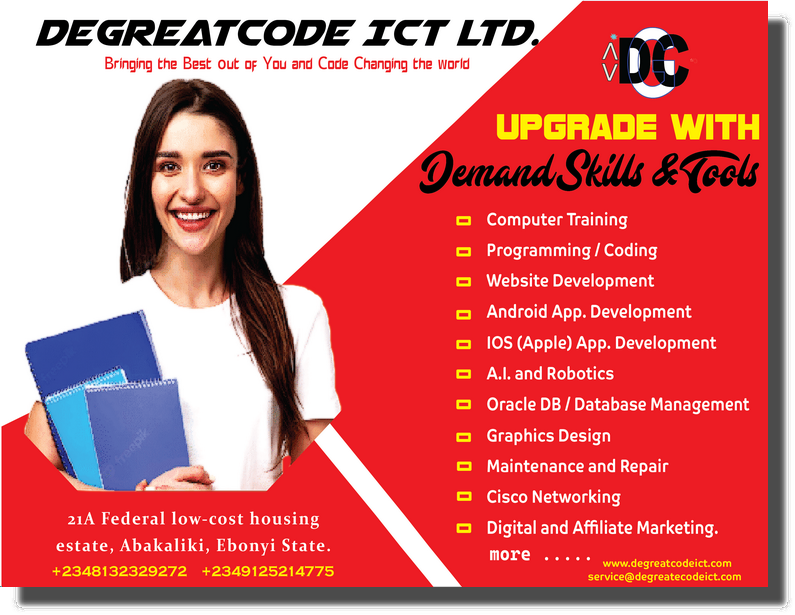 DEGREATCODE ICT LTD.
Bringing the Best out of You and Code Changing the world
DGC
UPGRADE WITH
Demand Skills & Tools
Computer Training
Programming / Coding
Website Development
Android App. Development
IOS (Apple) App. Development
A.I. and Robotics
Oracle DB / Database Management
Graphics Design
Maintenance and Repair
Cisco Networking
Digital and Affiliate Marketing.
more .....
www.degreatcodeict.com
service@degreatecodeict.com
21A Federal low-cost housing
estate, Abakaliki, Ebonyi State.
+2348132329272 +2349125214775